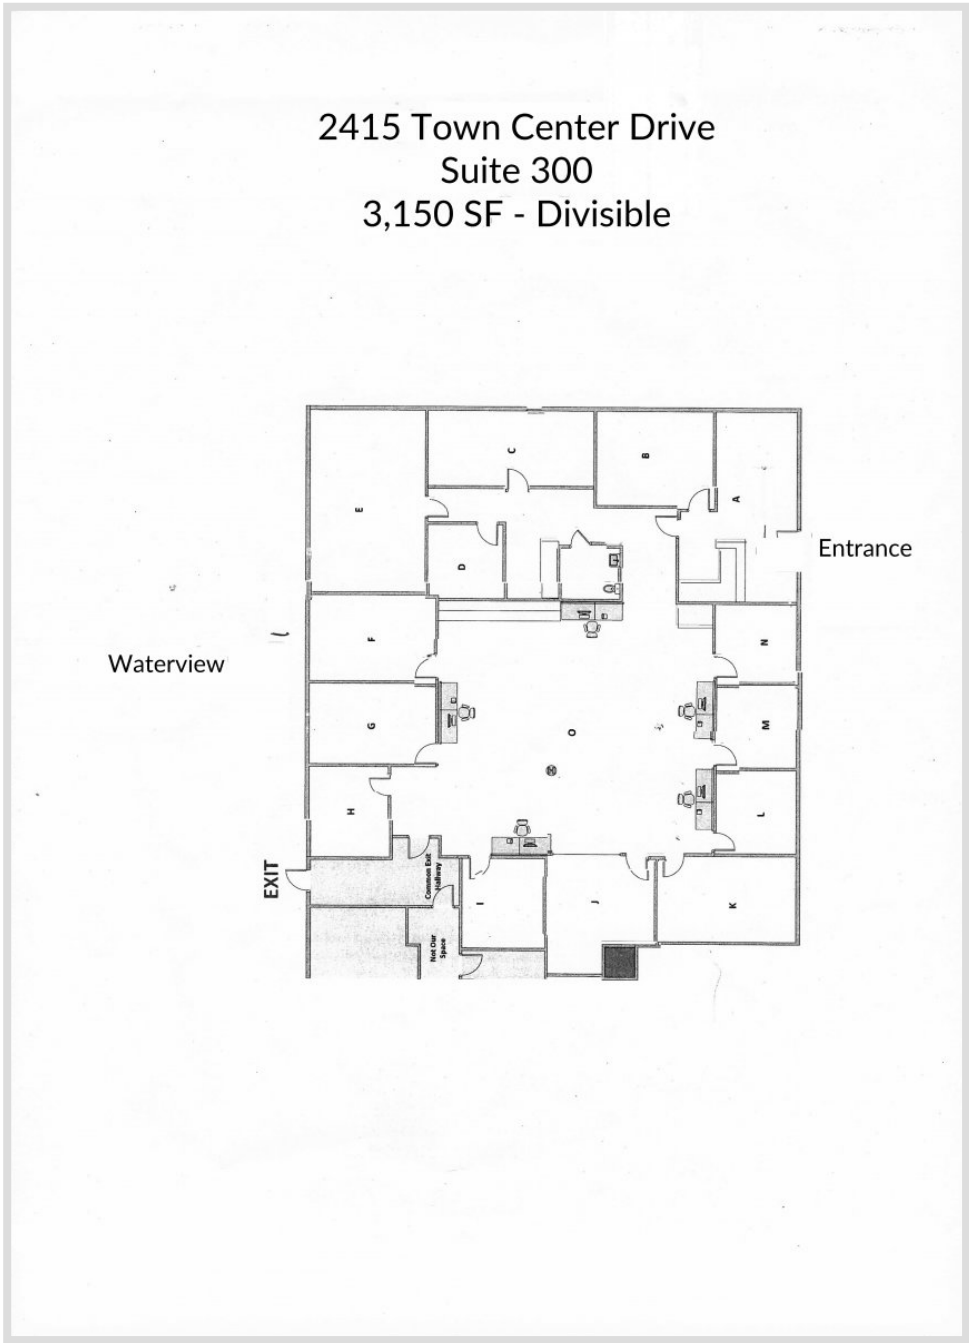 2415 Town Center Drive
Suite 300
3,150 SF - Divisible
C
B
E
A
D
Entrance
F
N
Waterview
G
M
O
H
L
EXIT
Common Exit
Hallway
I
J
K
Not Our
Space